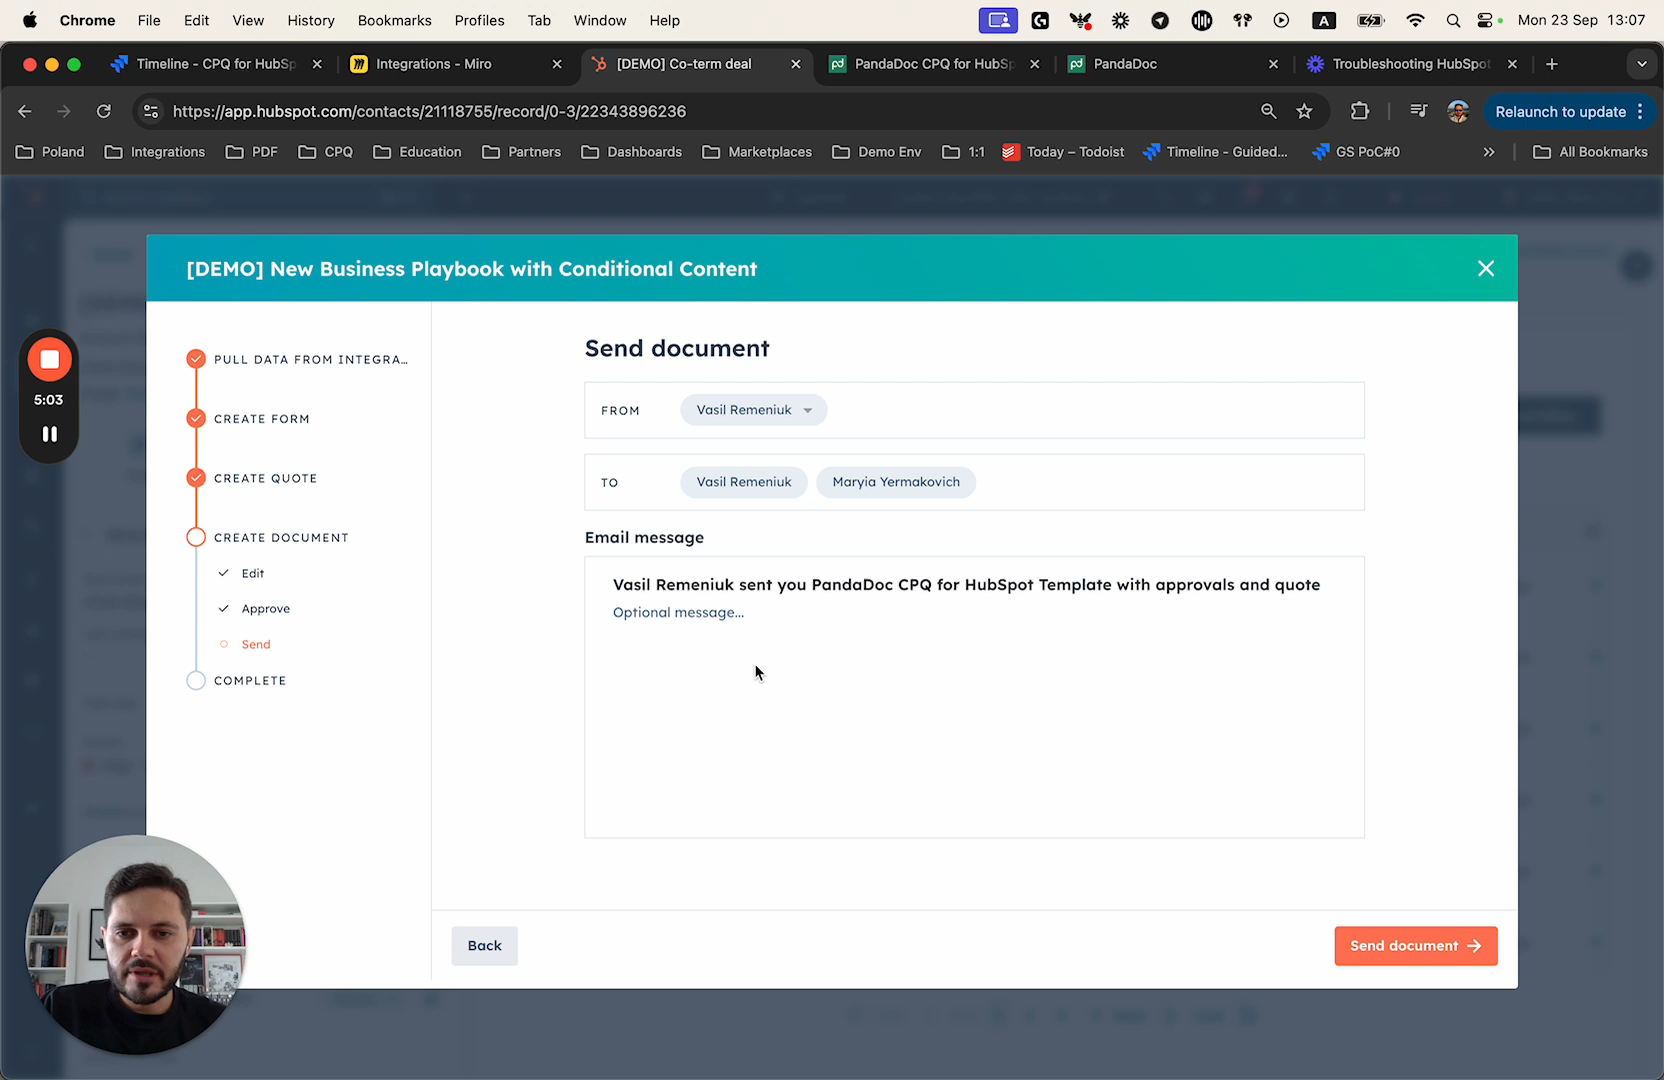 Chrome File Edit View History Bookmarks Profiles Tab Window Help A Mon 23 Sep 13:07
Timeline - CPQ for HubSp Integrations - Miro [DEMO] Co-term deal PandaDoc CPQ for HubSp PandaDoc Troubleshooting HubSpot
https://app.hubspot.com/contacts/21118755/record/0-3/22343896236 Relaunch to update
Poland Integrations PDF CPQ Education Partners Dashboards Marketplaces Demo Env 1:1 Today – Todoist Timeline - Guided... GS PoC#0 » All Bookmarks
[DEMO] New Business Playbook with Conditional Content
5:03
PULL DATA FROM INTEGRA...
CREATE FORM
CREATE QUOTE
CREATE DOCUMENT
Edit
Approve
Send
COMPLETE
Send document
FROM Vasil Remeniuk
TO Vasil Remeniuk Maryia Yermakovich
Email message
Vasil Remeniuk sent you PandaDoc CPQ for HubSpot Template with approvals and quote
Optional message...
Back Send document